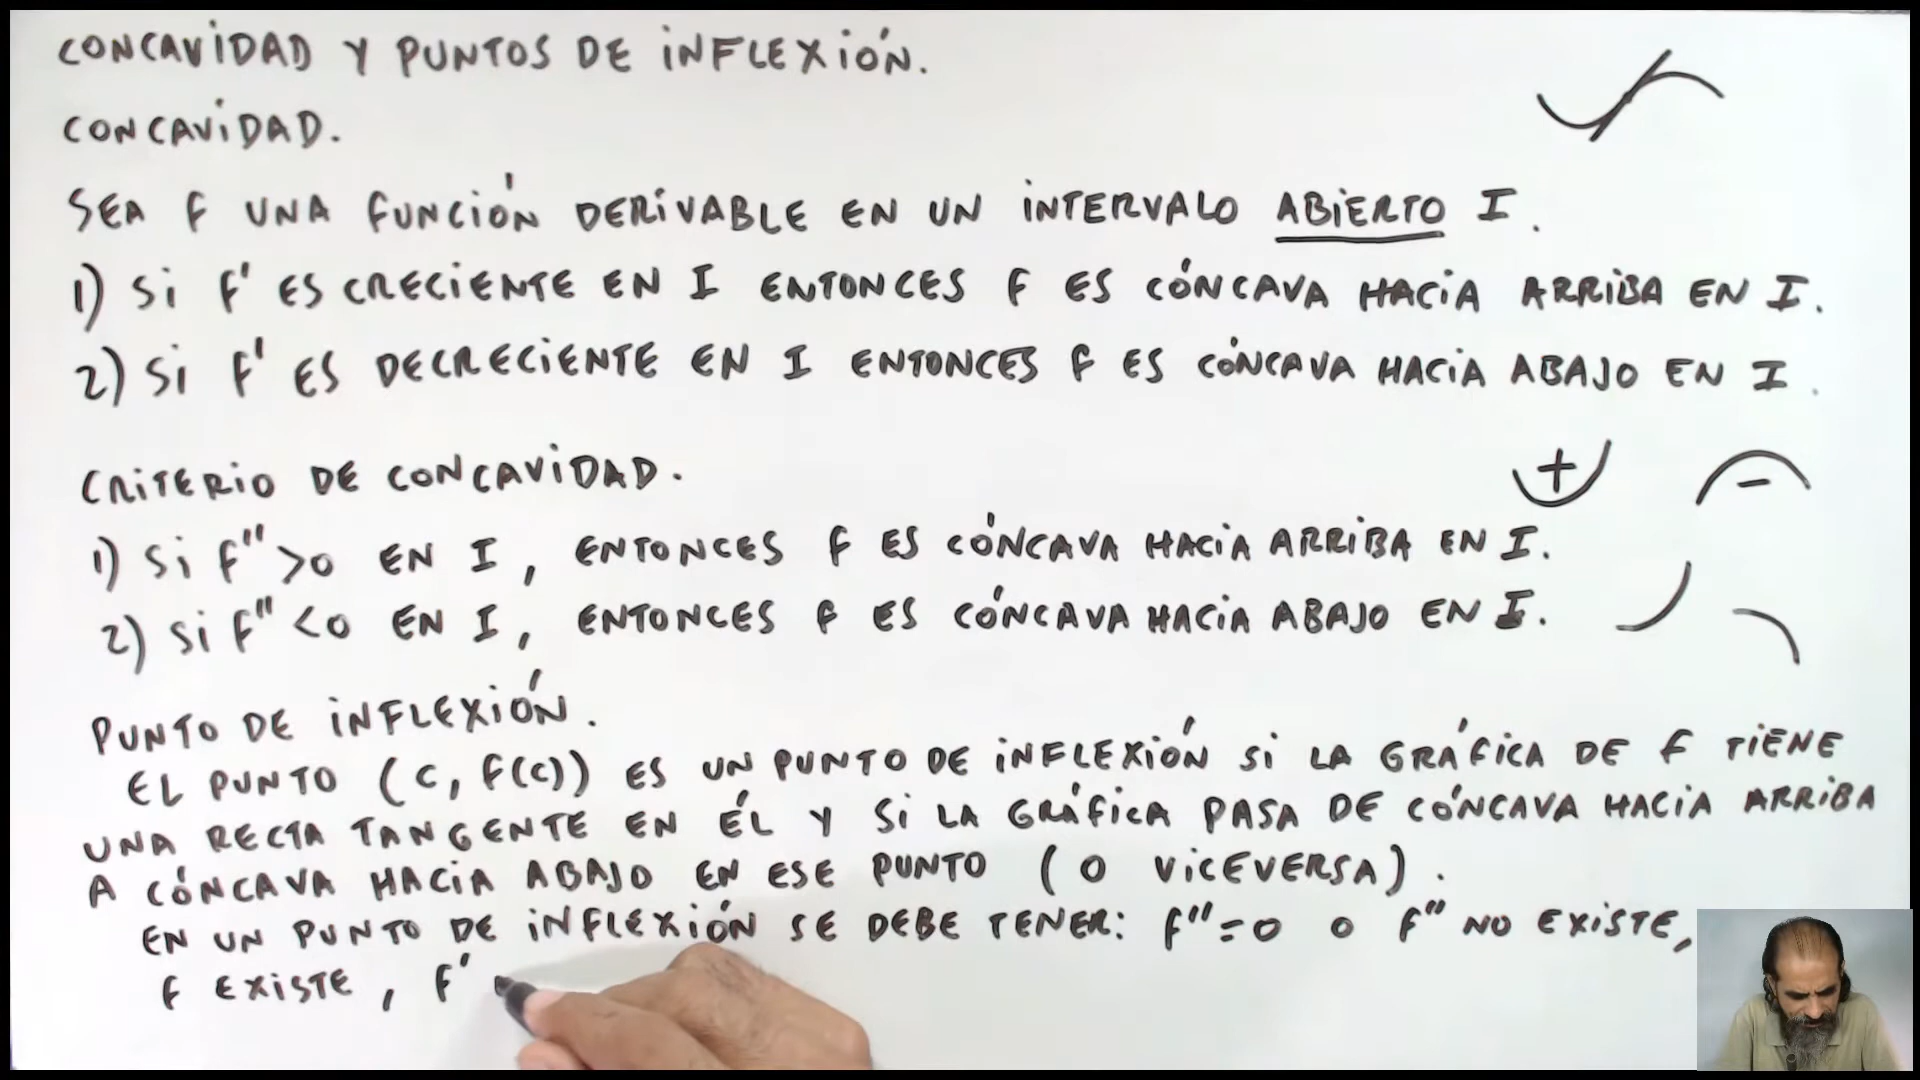 CONCAVIDAD Y PUNTOS DE INFLEXIÓN.
CONCAVIDAD.
SEA F UNA FUNCIÓN DERIVABLE EN UN INTERVALO ABIERTO I.
1) SI F' ES CRECIENTE EN I ENTONCES F ES CÓNCAVA HACIA ARRIBA EN I.
2) SI F' ES DECRECIENTE EN I ENTONCES F ES CÓNCAVA HACIA ABAJO EN I.
CRITERIO DE CONCAVIDAD.
+ -
1) SI F'' >0 EN I, ENTONCES F ES CÓNCAVA HACIA ARRIBA EN I.
2) SI F'' <0 EN I, ENTONCES F ES CÓNCAVA HACIA ABAJO EN I.
PUNTO DE INFLEXIÓN.
EL PUNTO (C, F(C)) ES UN PUNTO DE INFLEXIÓN SI LA GRÁFICA DE F TIENE
UNA RECTA TANGENTE EN ÉL Y SI LA GRÁFICA PASA DE CÓNCAVA HACIA ARRIBA
A CÓNCAVA HACIA ABAJO EN ESE PUNTO (O VICEVERSA).
EN UN PUNTO DE INFLEXIÓN SE DEBE TENER: F''=0 O F'' NO EXISTE,
F EXISTE, F'